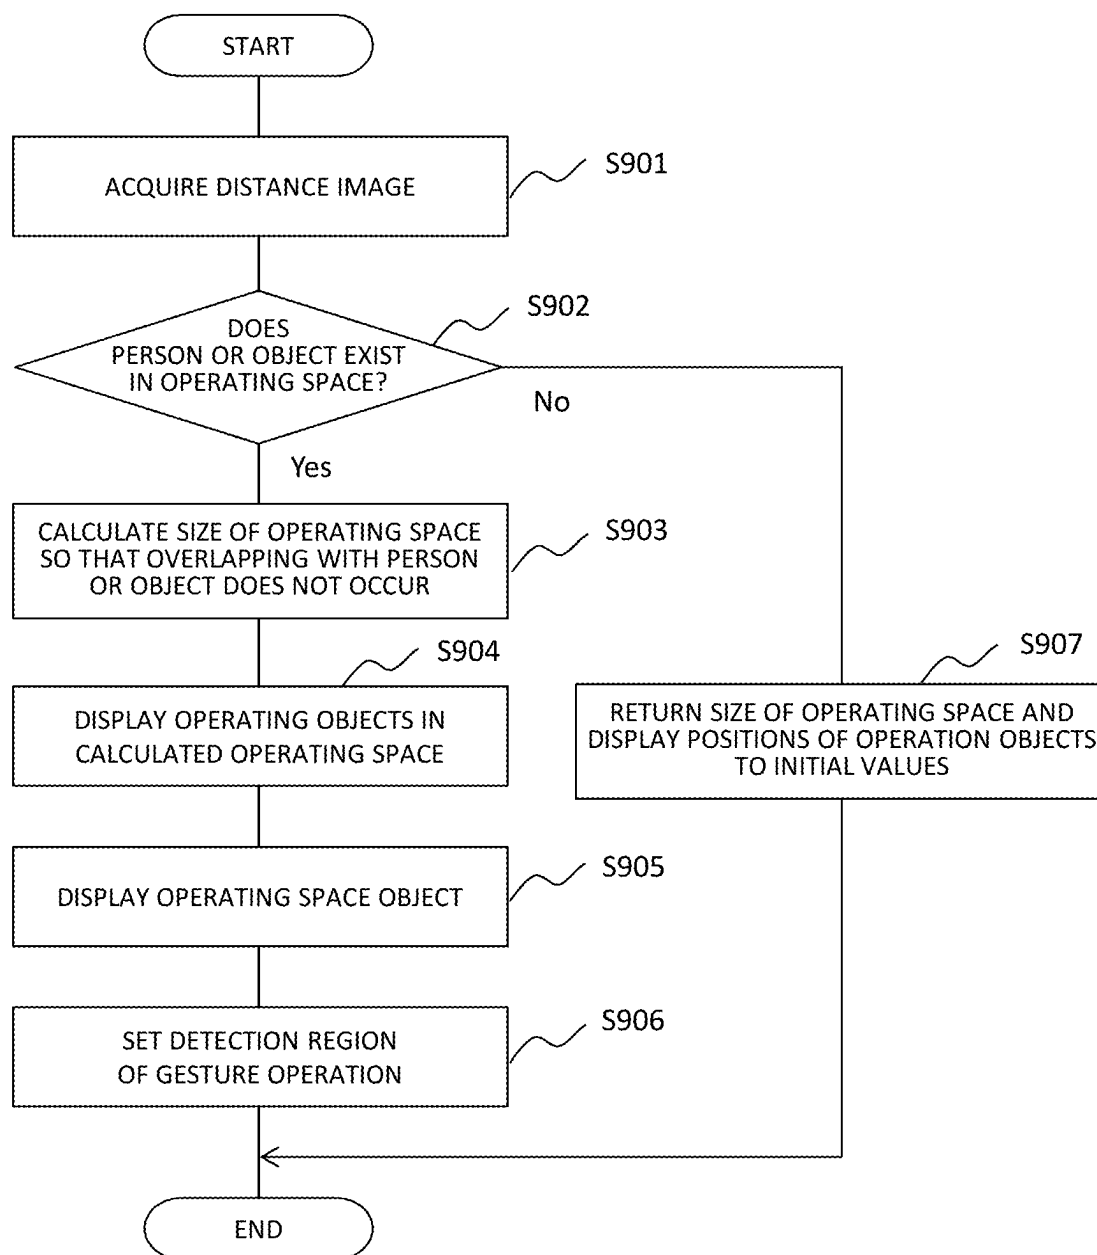 START
ACQUIRE DISTANCE IMAGE
S901
DOES
PERSON OR OBJECT EXIST
IN OPERATING SPACE?
S902
No
Yes
CALCULATE SIZE OF OPERATING SPACE
SO THAT OVERLAPPING WITH PERSON
OR OBJECT DOES NOT OCCUR
S903
DISPLAY OPERATING OBJECTS IN
CALCULATED OPERATING SPACE
S904
RETURN SIZE OF OPERATING SPACE AND
DISPLAY POSITIONS OF OPERATION OBJECTS
TO INITIAL VALUES
S907
DISPLAY OPERATING SPACE OBJECT
S905
SET DETECTION REGION
OF GESTURE OPERATION
S906
END